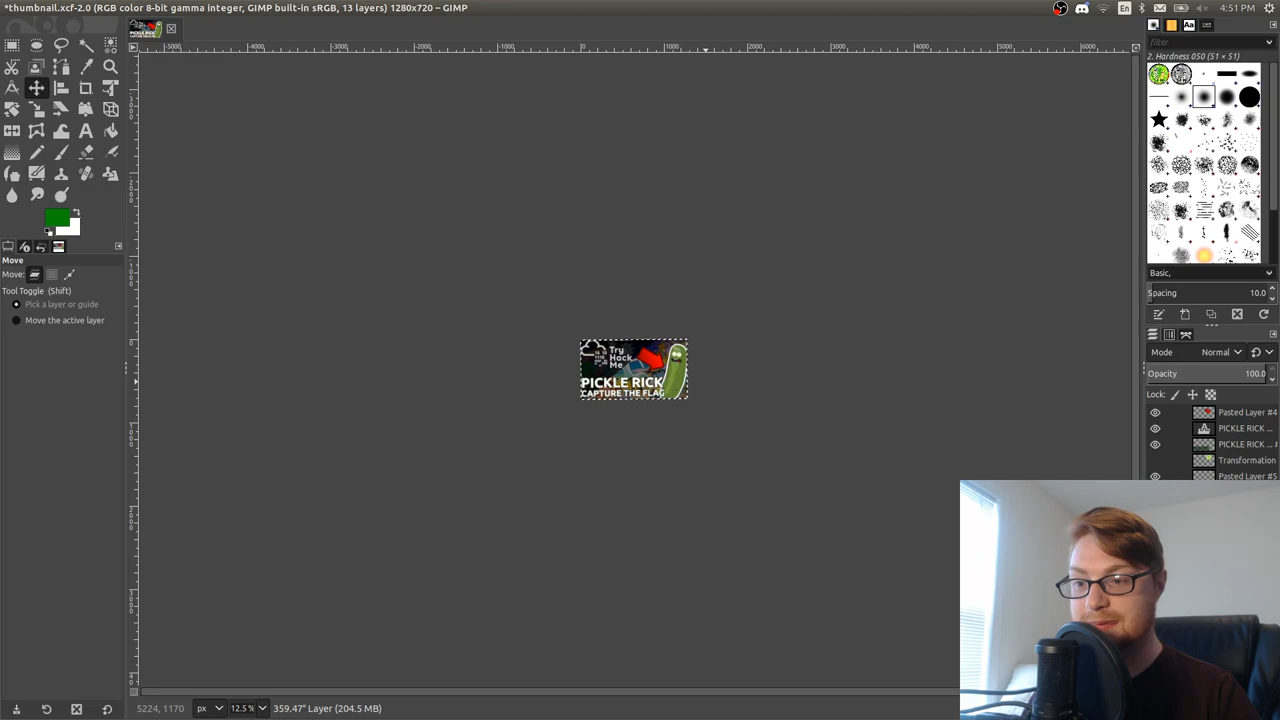 *thumbnail.xcf-2.0 (RGB color 8-bit gamma integer, GIMP built-in sRGB, 13 layers) 1280x720 – GIMP
En
4:51 PM
filter
2. Hardness 050 (51 × 51)
Basic,
Spacing
10.0
Mode
Normal
Opacity
100.0
Lock:
Pasted Layer #4
PICKLE RICK ...
PICKLE RICK ...
Transformation
Pasted Layer #5
Move
Move:
Tool Toggle (Shift)
Pick a layer or guide
Move the active layer
Try
Hack
Me
PICKLE RICK
CAPTURE THE FLAG
5224, 1170
px
12.5%
359.47° Layer (204.5 MB)